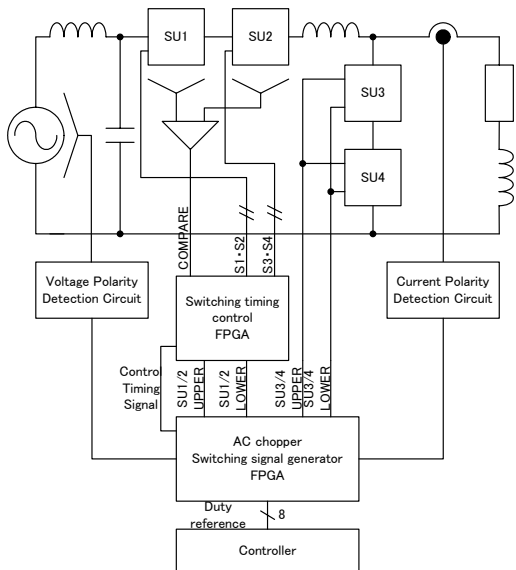 SU1
SU2
SU3
SU4
COMPARE
S1・S2
S3・S4
Voltage Polarity
Detection Circuit
Switching timing
control
FPGA
Current Polarity
Detection Circuit
Control
Timing
Signal
SU1/2
UPPER
SU1/2
LOWER
SU3/4
UPPER
SU3/4
LOWER
AC chopper
Switching signal generator
FPGA
Duty
reference
8
Controller